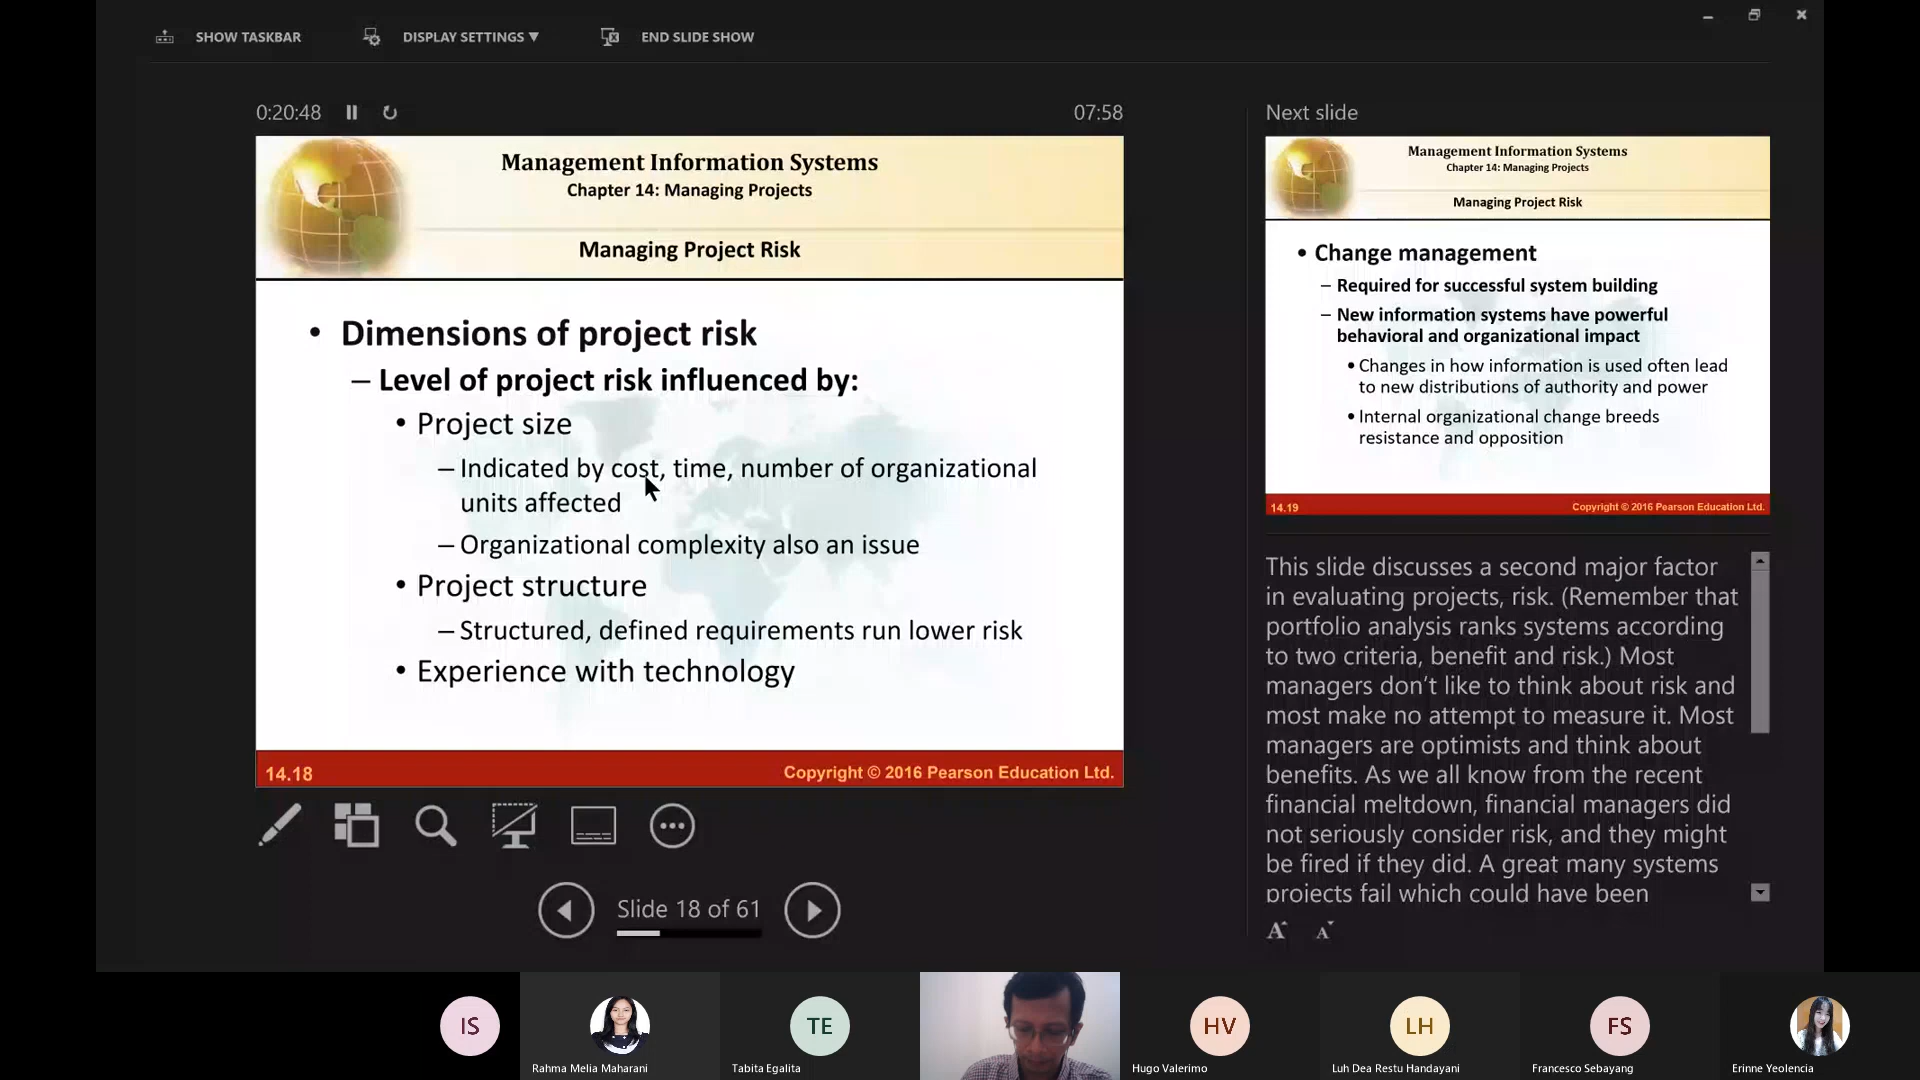 SHOW TASKBAR
DISPLAY SETTINGS ▼
END SLIDE SHOW
0:20:48
07:58
Management Information Systems
Chapter 14: Managing Projects
Managing Project Risk
• Dimensions of project risk
– Level of project risk influenced by:
• Project size
– Indicated by cost, time, number of organizational
units affected
– Organizational complexity also an issue
• Project structure
– Structured, defined requirements run lower risk
• Experience with technology
14.18
Copyright © 2016 Pearson Education Ltd.
Slide 18 of 61
Next slide
Management Information Systems
Chapter 14: Managing Projects
Managing Project Risk
• Change management
– Required for successful system building
– New information systems have powerful
behavioral and organizational impact
• Changes in how information is used often lead
to new distributions of authority and power
• Internal organizational change breeds
resistance and opposition
14.19
Copyright © 2016 Pearson Education Ltd.
This slide discusses a second major factor
in evaluating projects, risk. (Remember that
portfolio analysis ranks systems according
to two criteria, benefit and risk.) Most
managers don’t like to think about risk and
most make no attempt to measure it. Most
managers are optimists and think about
benefits. As we all know from the recent
financial meltdown, financial managers did
not seriously consider risk, and they might
be fired if they did. A great many systems
projects fail which could have been
A A
IS
TE
HV
LH
FS
Rahma Melia Maharani
Tabita Egalita
Hugo Valerimo
Luh Dea Restu Handayani
Francesco Sebayang
Erinne Yeolencia